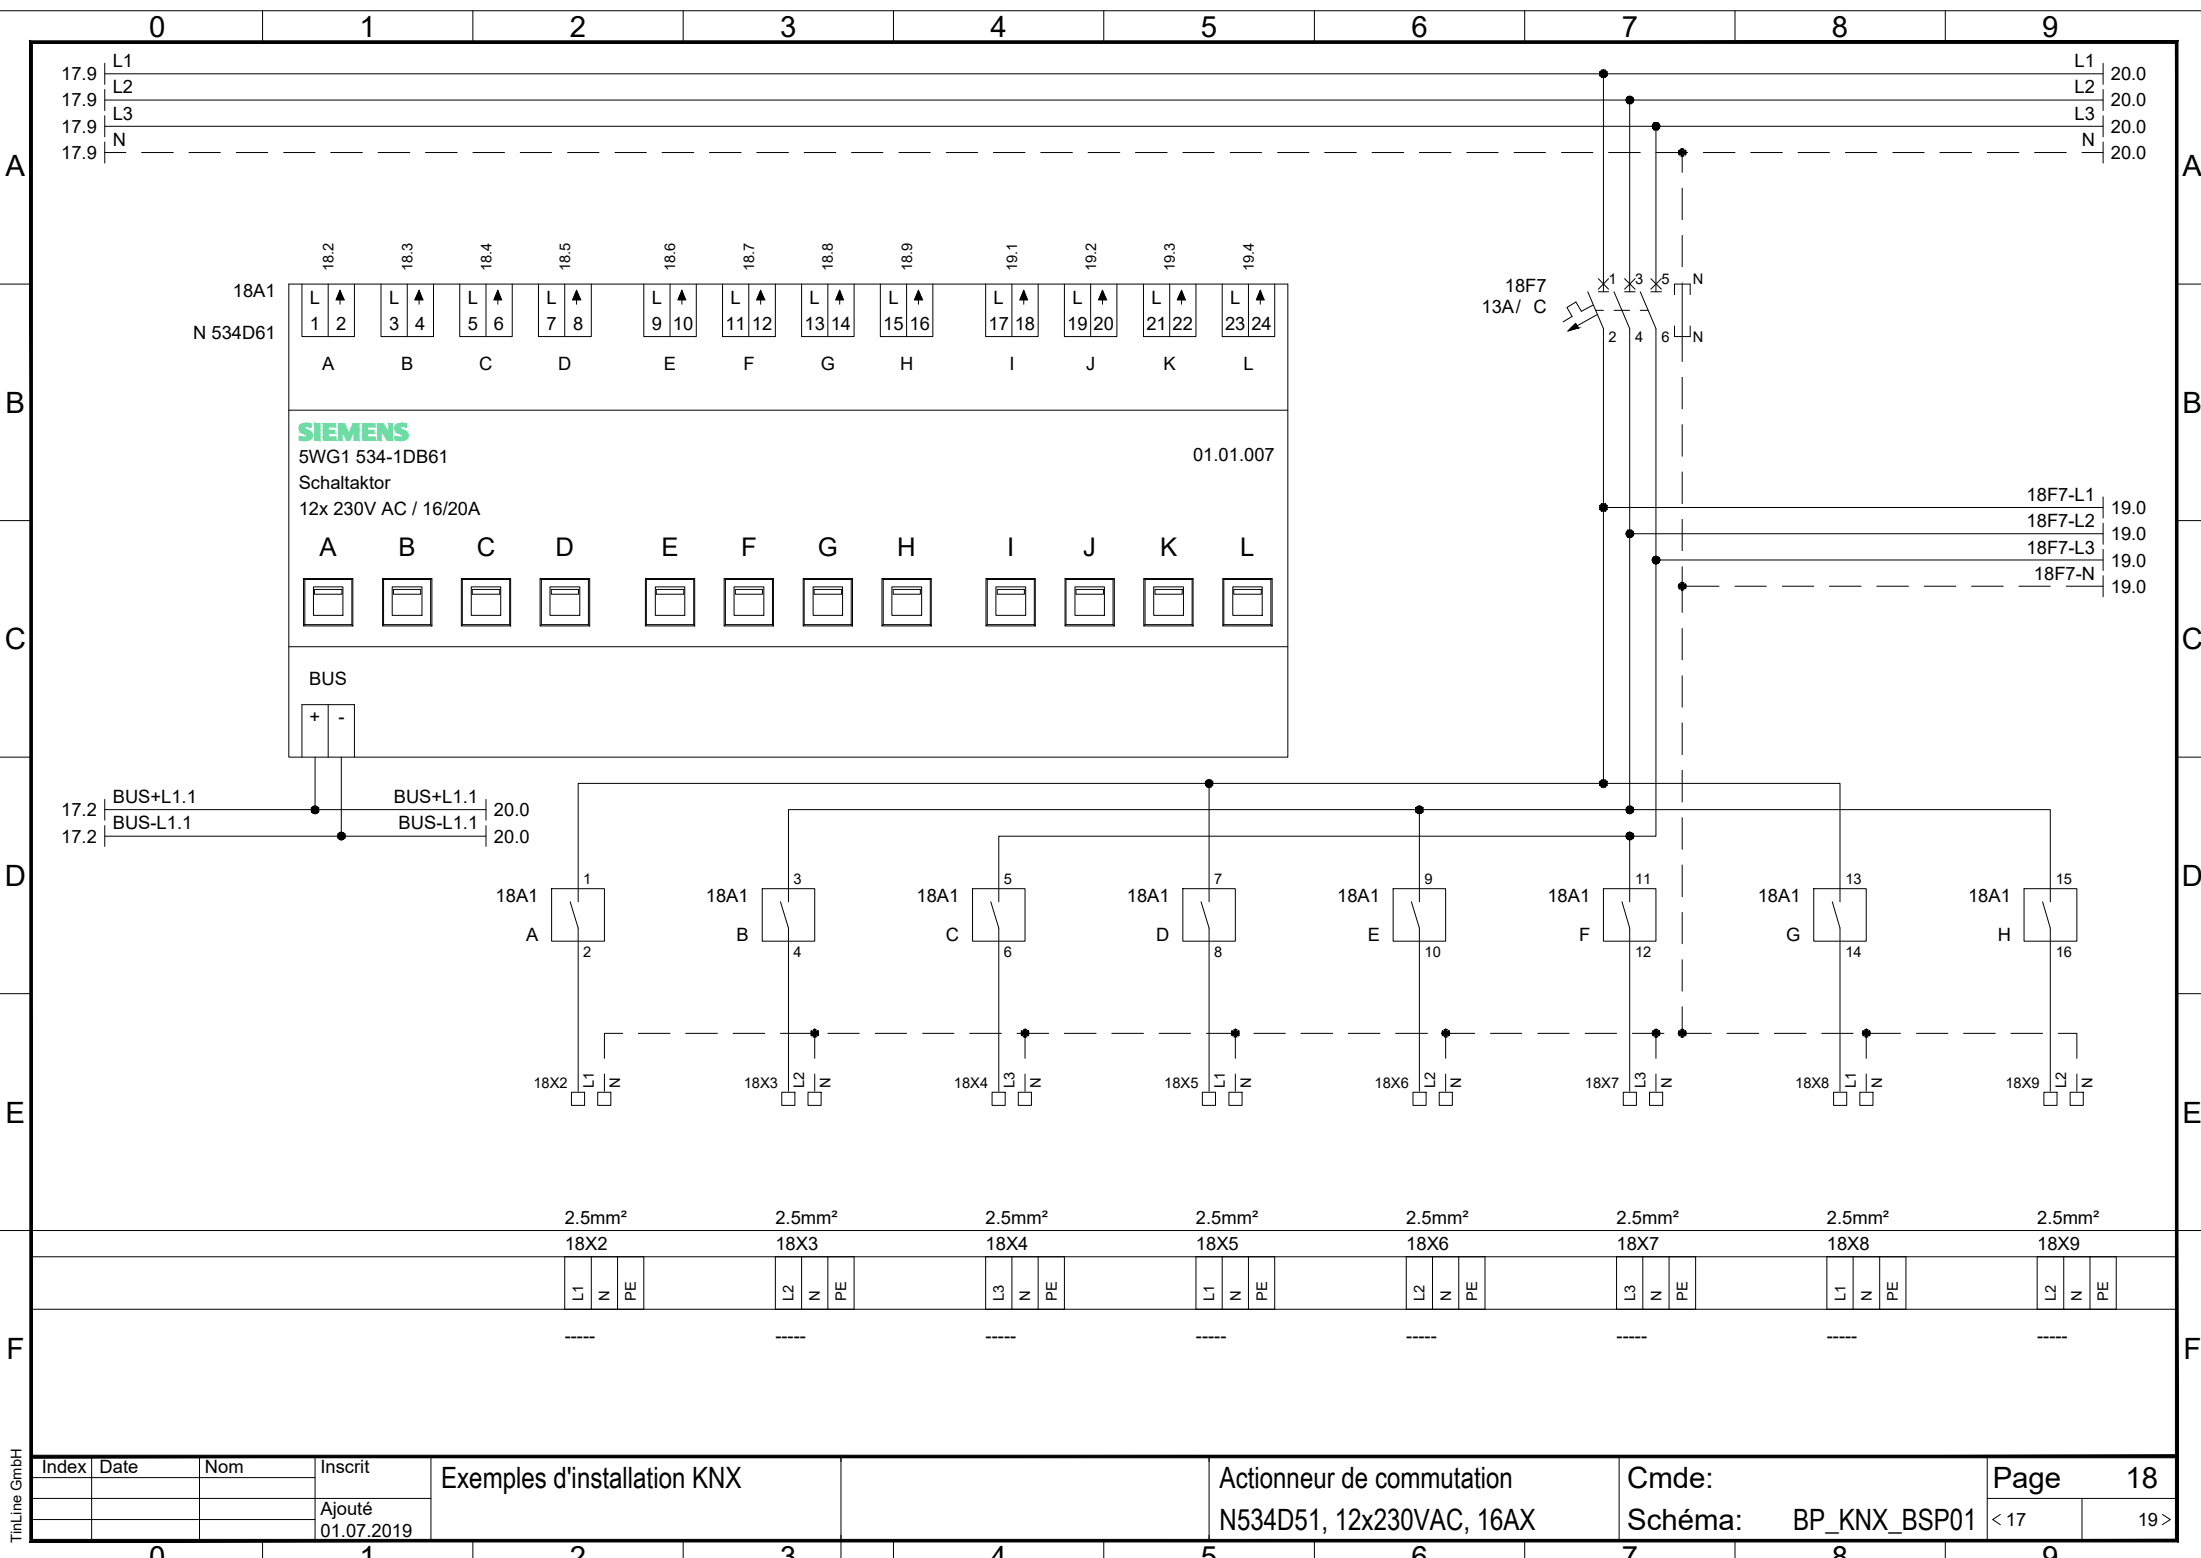 0 1 2 3 4 5 6 7 8 9
17.9 L1 L1 20.0
17.9 L2 L2 20.0
17.9 L3 L3 20.0
17.9 N N 20.0
A A
18.2 18.3 18.4 18.5 18.6 18.7 18.8 18.9 19.1 19.2 19.3 19.4
18A1 L L L L L L L L L L L L
N 534D61 1 2 3 4 5 6 7 8 9 10 11 12 13 14 15 16 17 18 19 20 21 22 23 24
A B C D E F G H I J K L
18F7 1 3 5 N
13A/ C
2 4 6 N
B B
SIEMENS
5WG1 534-1DB61 01.01.007
Schaltaktor
12x 230V AC / 16/20A
18F7-L1 19.0
18F7-L2 19.0
18F7-L3 19.0
18F7-N 19.0
A B C D E F G H I J K L
C C
BUS
+ -
17.2 BUS+L1.1 BUS+L1.1 20.0
17.2 BUS-L1.1 BUS-L1.1 20.0
D D
1 3 5 7 9 11 13 15
18A1 18A1 18A1 18A1 18A1 18A1 18A1 18A1
A B C D E F G H
2 4 6 8 10 12 14 16
18X2 L1 N 18X3 L2 N 18X4 L3 N 18X5 L1 N 18X6 L2 N 18X7 L3 N 18X8 L1 N 18X9 L2 N
E E
2.5mm² 2.5mm² 2.5mm² 2.5mm² 2.5mm² 2.5mm² 2.5mm² 2.5mm²
18X2 18X3 18X4 18X5 18X6 18X7 18X8 18X9
L1 N PE L2 N PE L3 N PE L1 N PE L2 N PE L3 N PE L1 N PE L2 N PE
----- ----- ----- ----- ----- ----- ----- -----
F F
TinLine GmbH
Index Date Nom Inscrit
Ajouté
01.07.2019
Exemples d'installation KNX
Actionneur de commutation
N534D51, 12x230VAC, 16AX
Cmde:
Schéma: BP_KNX_BSP01
Page 18
< 17 19 >
0 1 2 3 4 5 6 7 8 9